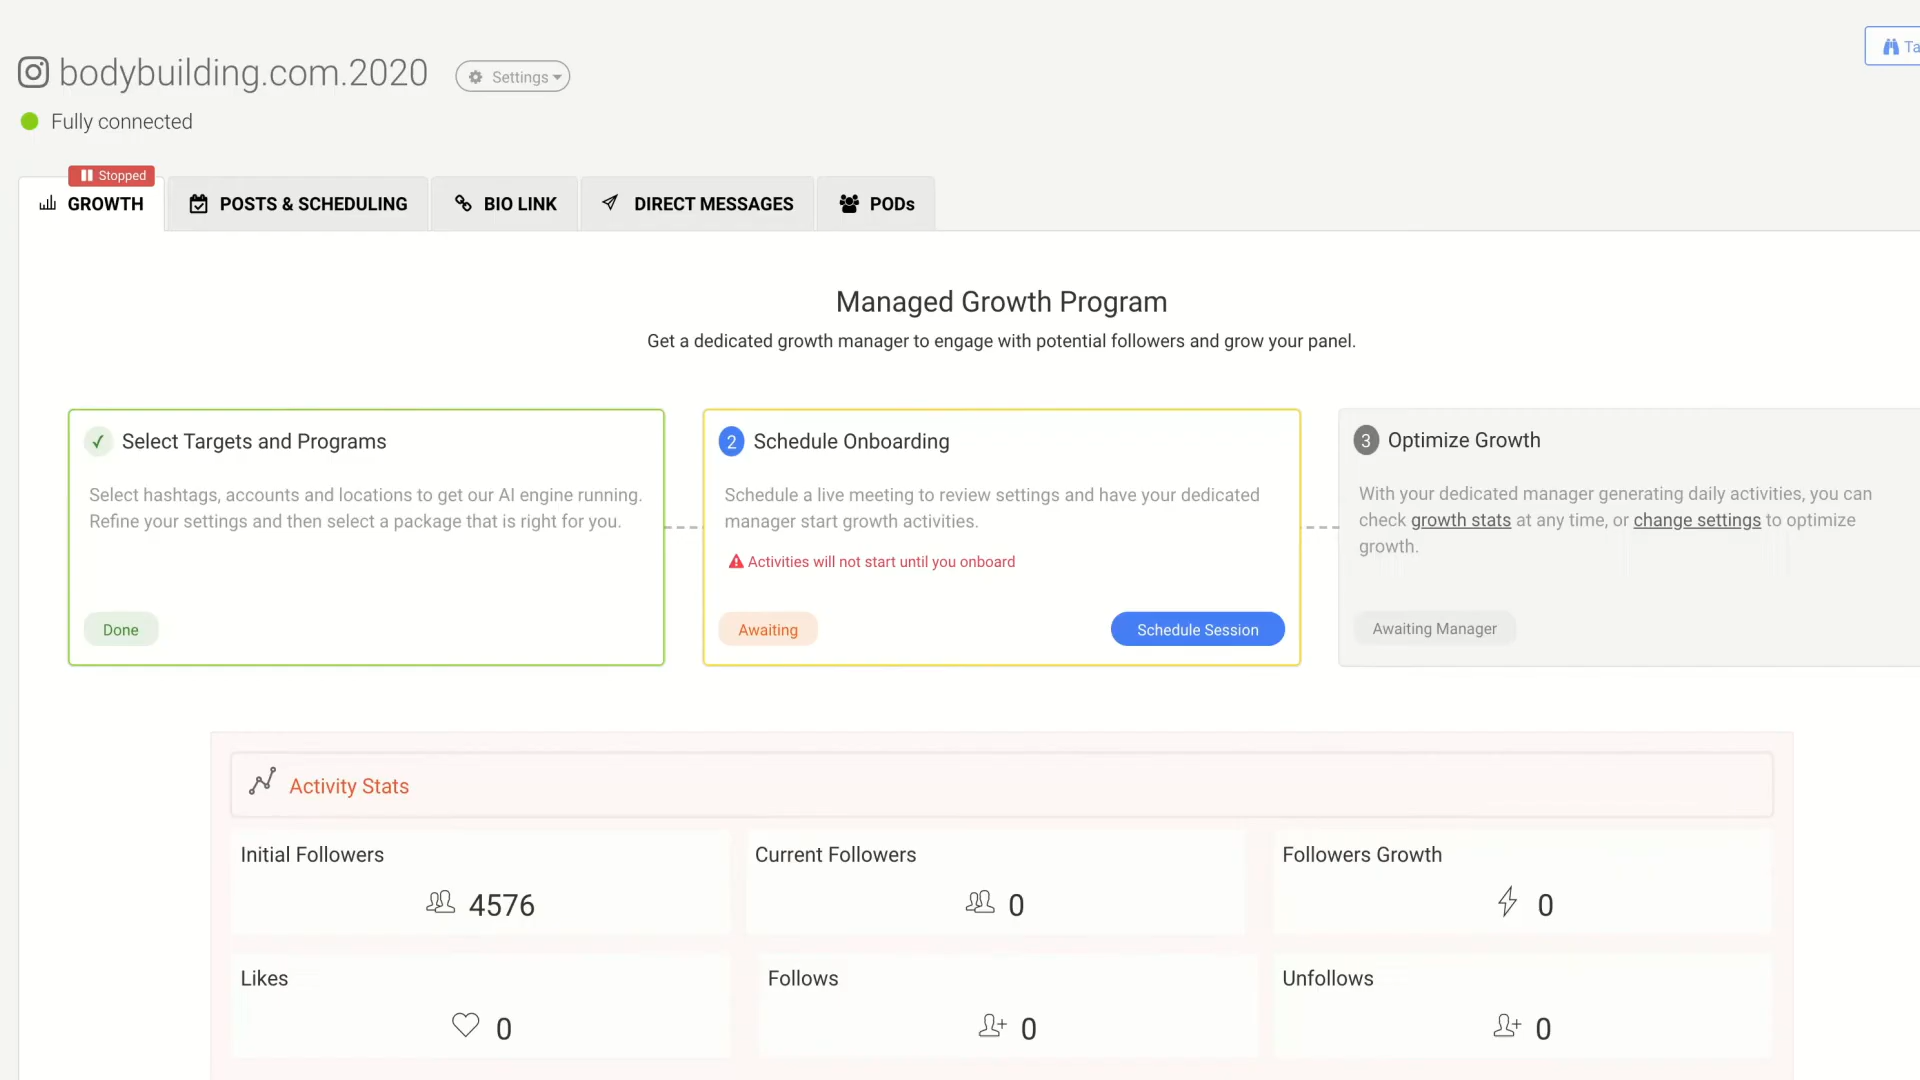 Ta
bodybuilding.com.2020
Settings
Fully connected
Stopped
GROWTH
POSTS & SCHEDULING
BIO LINK
DIRECT MESSAGES
PODs
Managed Growth Program
Get a dedicated growth manager to engage with potential followers and grow your panel.
Select Targets and Programs
Select hashtags, accounts and locations to get our AI engine running.
Refine your settings and then select a package that is right for you.
Done
2 Schedule Onboarding
Schedule a live meeting to review settings and have your dedicated
manager start growth activities.
Activities will not start until you onboard
Awaiting
Schedule Session
3 Optimize Growth
With your dedicated manager generating daily activities, you can
check growth stats at any time, or change settings to optimize
growth.
Awaiting Manager
Activity Stats
Initial Followers
4576
Current Followers
0
Followers Growth
0
Likes
0
Follows
0
Unfollows
0